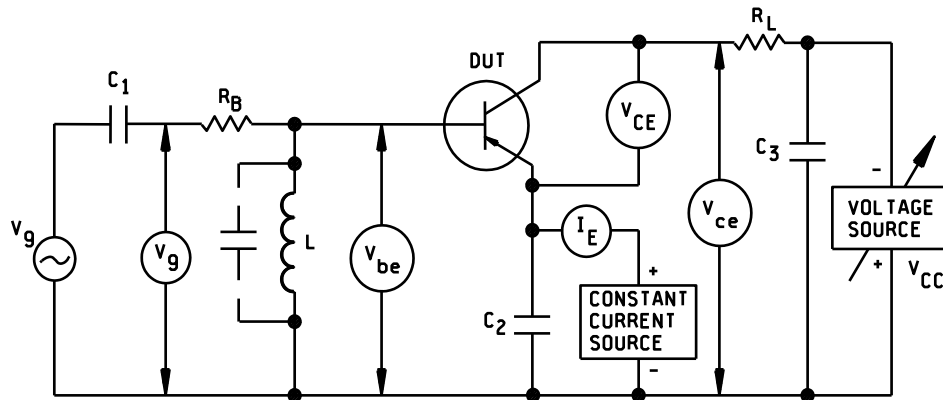 C1
RB
DUT
RL
VCE
C3
Vg
Vg
L
Vbe
IE
Vce
-
VOLTAGE
SOURCE
+
VCC
C2
+
CONSTANT
CURRENT
SOURCE
-